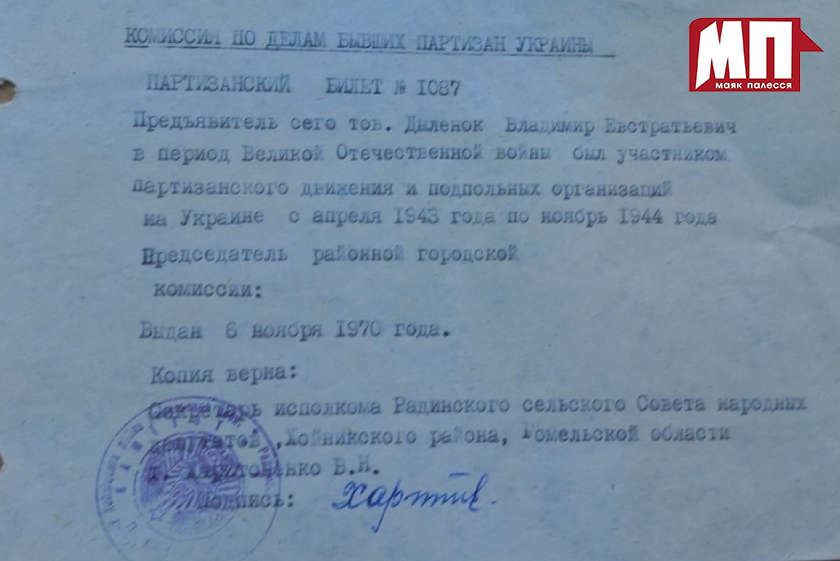 МП
МАЯК ПАЛЕССЯ
КОМИССИЯ ПО ДЕЛАМ БЫВШИХ ПАРТИЗАН УКРАИНЫ
ПАРТИЗАНСКИЙ БИЛЕТ № 1087
Предъявитель сего тов. Дыленок Владимир Евстратьевич
в период Великой Отечественной войны был участником
партизанского движения и подпольных организаций
на Украине с апреля 1943 года по ноябрь 1944 года
Председатель районной городской
комиссии:
Выдан 6 ноября 1970 года.
Копия верна:
Секретарь исполкома Радинского сельского Совета народных
депутатов ,Хойникского района, Гомельской области
Харитоненко В.Н.
Подпись: